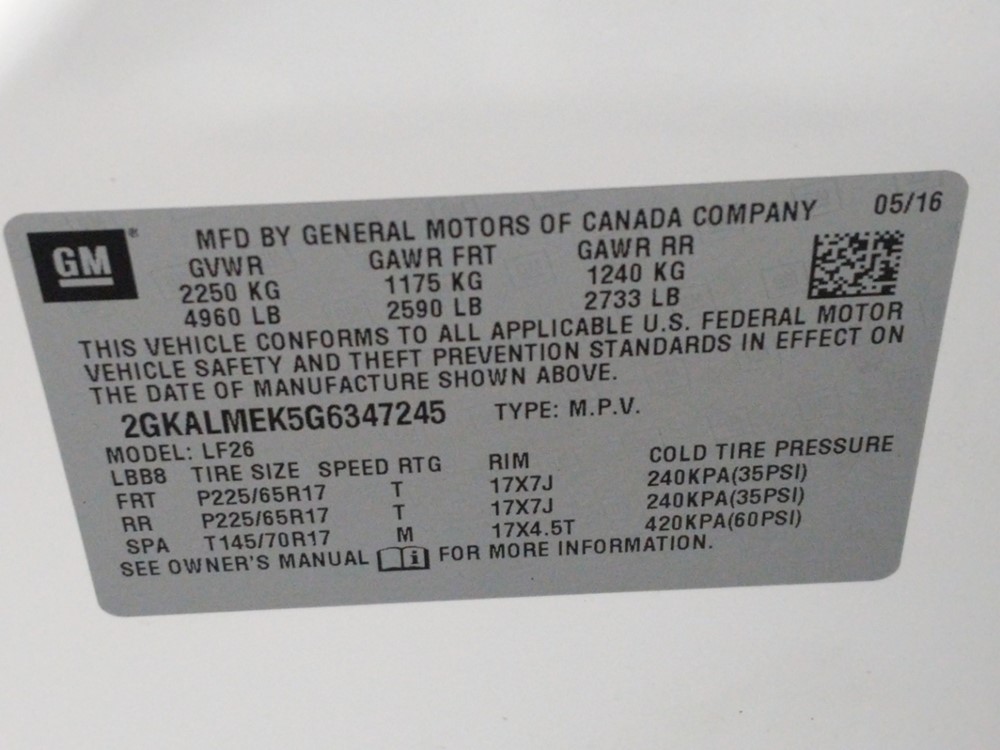 GM®
MFD BY GENERAL MOTORS OF CANADA COMPANY 05/16
GVWR GAWR FRT GAWR RR
2250 KG 1175 KG 1240 KG
4960 LB 2590 LB 2733 LB
THIS VEHICLE CONFORMS TO ALL APPLICABLE U.S. FEDERAL MOTOR
VEHICLE SAFETY AND THEFT PREVENTION STANDARDS IN EFFECT ON
THE DATE OF MANUFACTURE SHOWN ABOVE.
2GKALMEK5G6347245 TYPE: M.P.V.
MODEL: LF26
LBB8 TIRE SIZE SPEED RTG RIM COLD TIRE PRESSURE
FRT P225/65R17 T 17X7J 240KPA(35PSI)
RR P225/65R17 T 17X7J 240KPA(35PSI)
SPA T145/70R17 M 17X4.5T 420KPA(60PSI)
SEE OWNER'S MANUAL i FOR MORE INFORMATION.